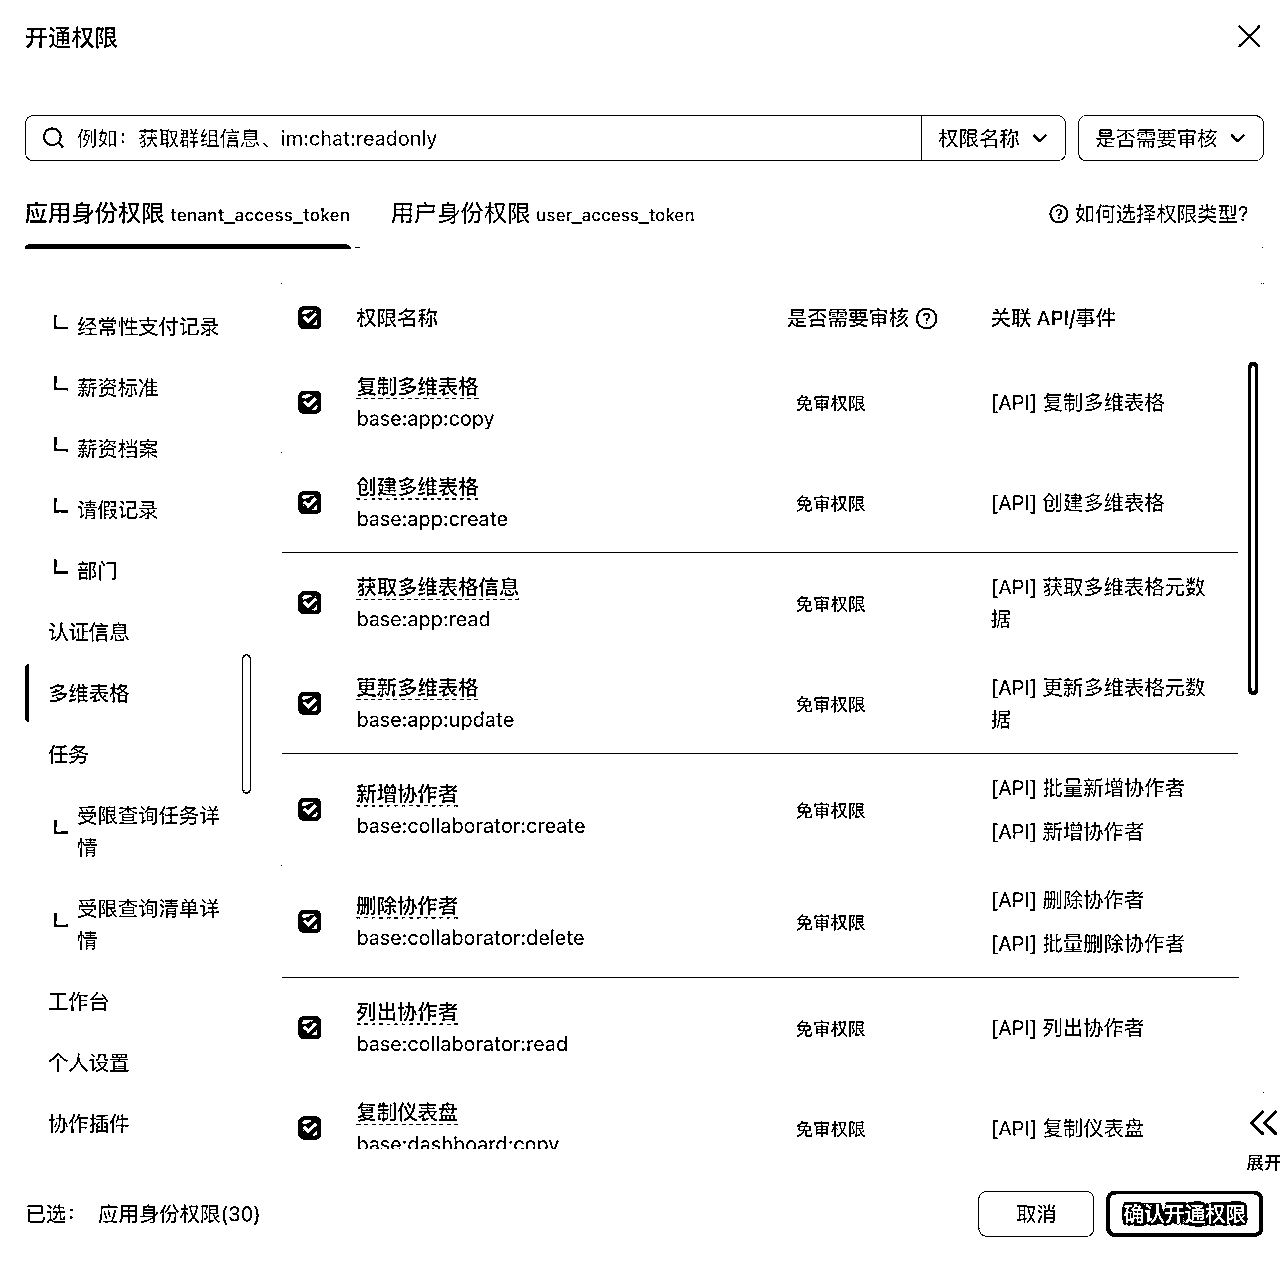 开通权限
例如：获取群组信息、im:chat:readonly
权限名称
是否需要审核
应用身份权限 tenant_access_token
用户身份权限 user_access_token
如何选择权限类型?
经常性支付记录
薪资标准
薪资档案
请假记录
部门
认证信息
多维表格
任务
受限查询任务详
情
受限查询清单详
情
工作台
个人设置
协作插件
权限名称
是否需要审核
关联 API/事件
复制多维表格
base:app:copy
免审权限
[API] 复制多维表格
创建多维表格
base:app:create
免审权限
[API] 创建多维表格
获取多维表格信息
base:app:read
免审权限
[API] 获取多维表格元数
据
更新多维表格
base:app:update
免审权限
[API] 更新多维表格元数
据
新增协作者
base:collaborator:create
免审权限
[API] 批量新增协作者
[API] 新增协作者
删除协作者
base:collaborator:delete
免审权限
[API] 删除协作者
[API] 批量删除协作者
列出协作者
base:collaborator:read
免审权限
[API] 列出协作者
复制仪表盘
base:dashboard:copy
免审权限
[API] 复制仪表盘
展开
已选： 应用身份权限(30)
取消
确认开通权限